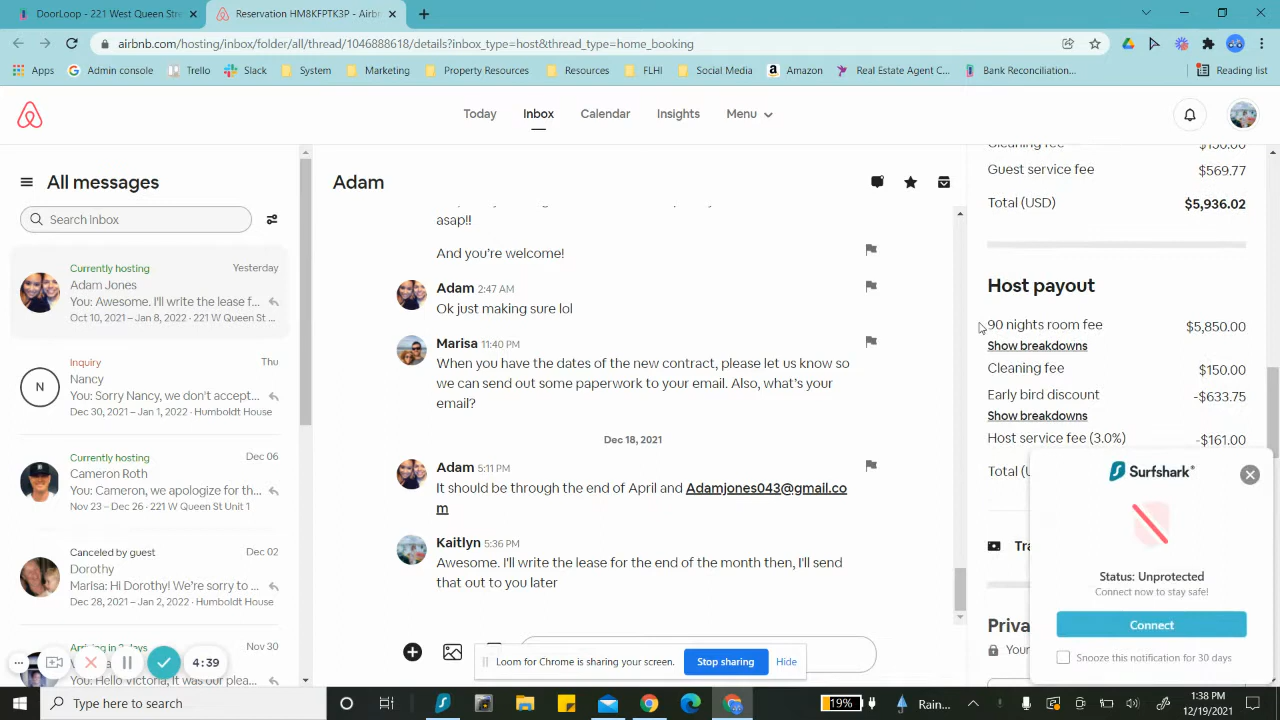 DoorLoop - 221 West Queen Str
Reservation HM8KFPTK3P - Airbnb
airbnb.com/hosting/inbox/folder/all/thread/1046888618/details?inbox_type=host&thread_type=home_booking
Apps
Admin console
Trello
Slack
System
Marketing
Property Resources
Resources
FLHI
Social Media
Amazon
Real Estate Agent C...
Bank Reconciliation...
Reading list
Today
Inbox
Calendar
Insights
Menu
All messages
Search inbox
Currently hosting
Yesterday
Adam Jones
You: Awesome. I'll write the lease f...
Oct 10, 2021 – Jan 8, 2022 · 221 W Queen St ...
Inquiry
Thu
N
Nancy
You: Sorry Nancy, we don't accept...
Dec 30, 2021 – Jan 1, 2022 · Humboldt House
Currently hosting
Dec 06
Cameron Roth
You: Cameron, we apologize for th...
Nov 23 – Dec 26 · 221 W Queen St Unit 1
Canceled by guest
Dec 02
Dorothy
Marisa: Hi Dorothy! We're sorry to ...
Dec 28, 2021 – Jan 2, 2022 · Humboldt House
Arriving in 3 days
Nov 30
You: Hello Victoria, It was our plea...
4:39
Adam
asap!!
And you're welcome!
Adam 2:47 AM
Ok just making sure lol
Marisa 11:40 PM
When you have the dates of the new contract, please let us know so
we can send out some paperwork to your email. Also, what's your
email?
Dec 18, 2021
Adam 5:11 PM
It should be through the end of April and Adamjones043@gmail.co
m
Kaitlyn 5:36 PM
Awesome. I'll write the lease for the end of the month then, I'll send
that out to you later
Loom for Chrome is sharing your screen.
Stop sharing
Hide
Cleaning fee
$150.00
Guest service fee
$569.77
Total (USD)
$5,936.02
Host payout
90 nights room fee
$5,850.00
Show breakdowns
Cleaning fee
$150.00
Early bird discount
-$633.75
Show breakdowns
Host service fee (3.0%)
-$161.00
Total (U
Tra
Priva
Your
Surfshark
Status: Unprotected
Connect now to stay safe!
Connect
Snooze this notification for 30 days
Type here to search
19%
Rain...
1:38 PM
12/19/2021